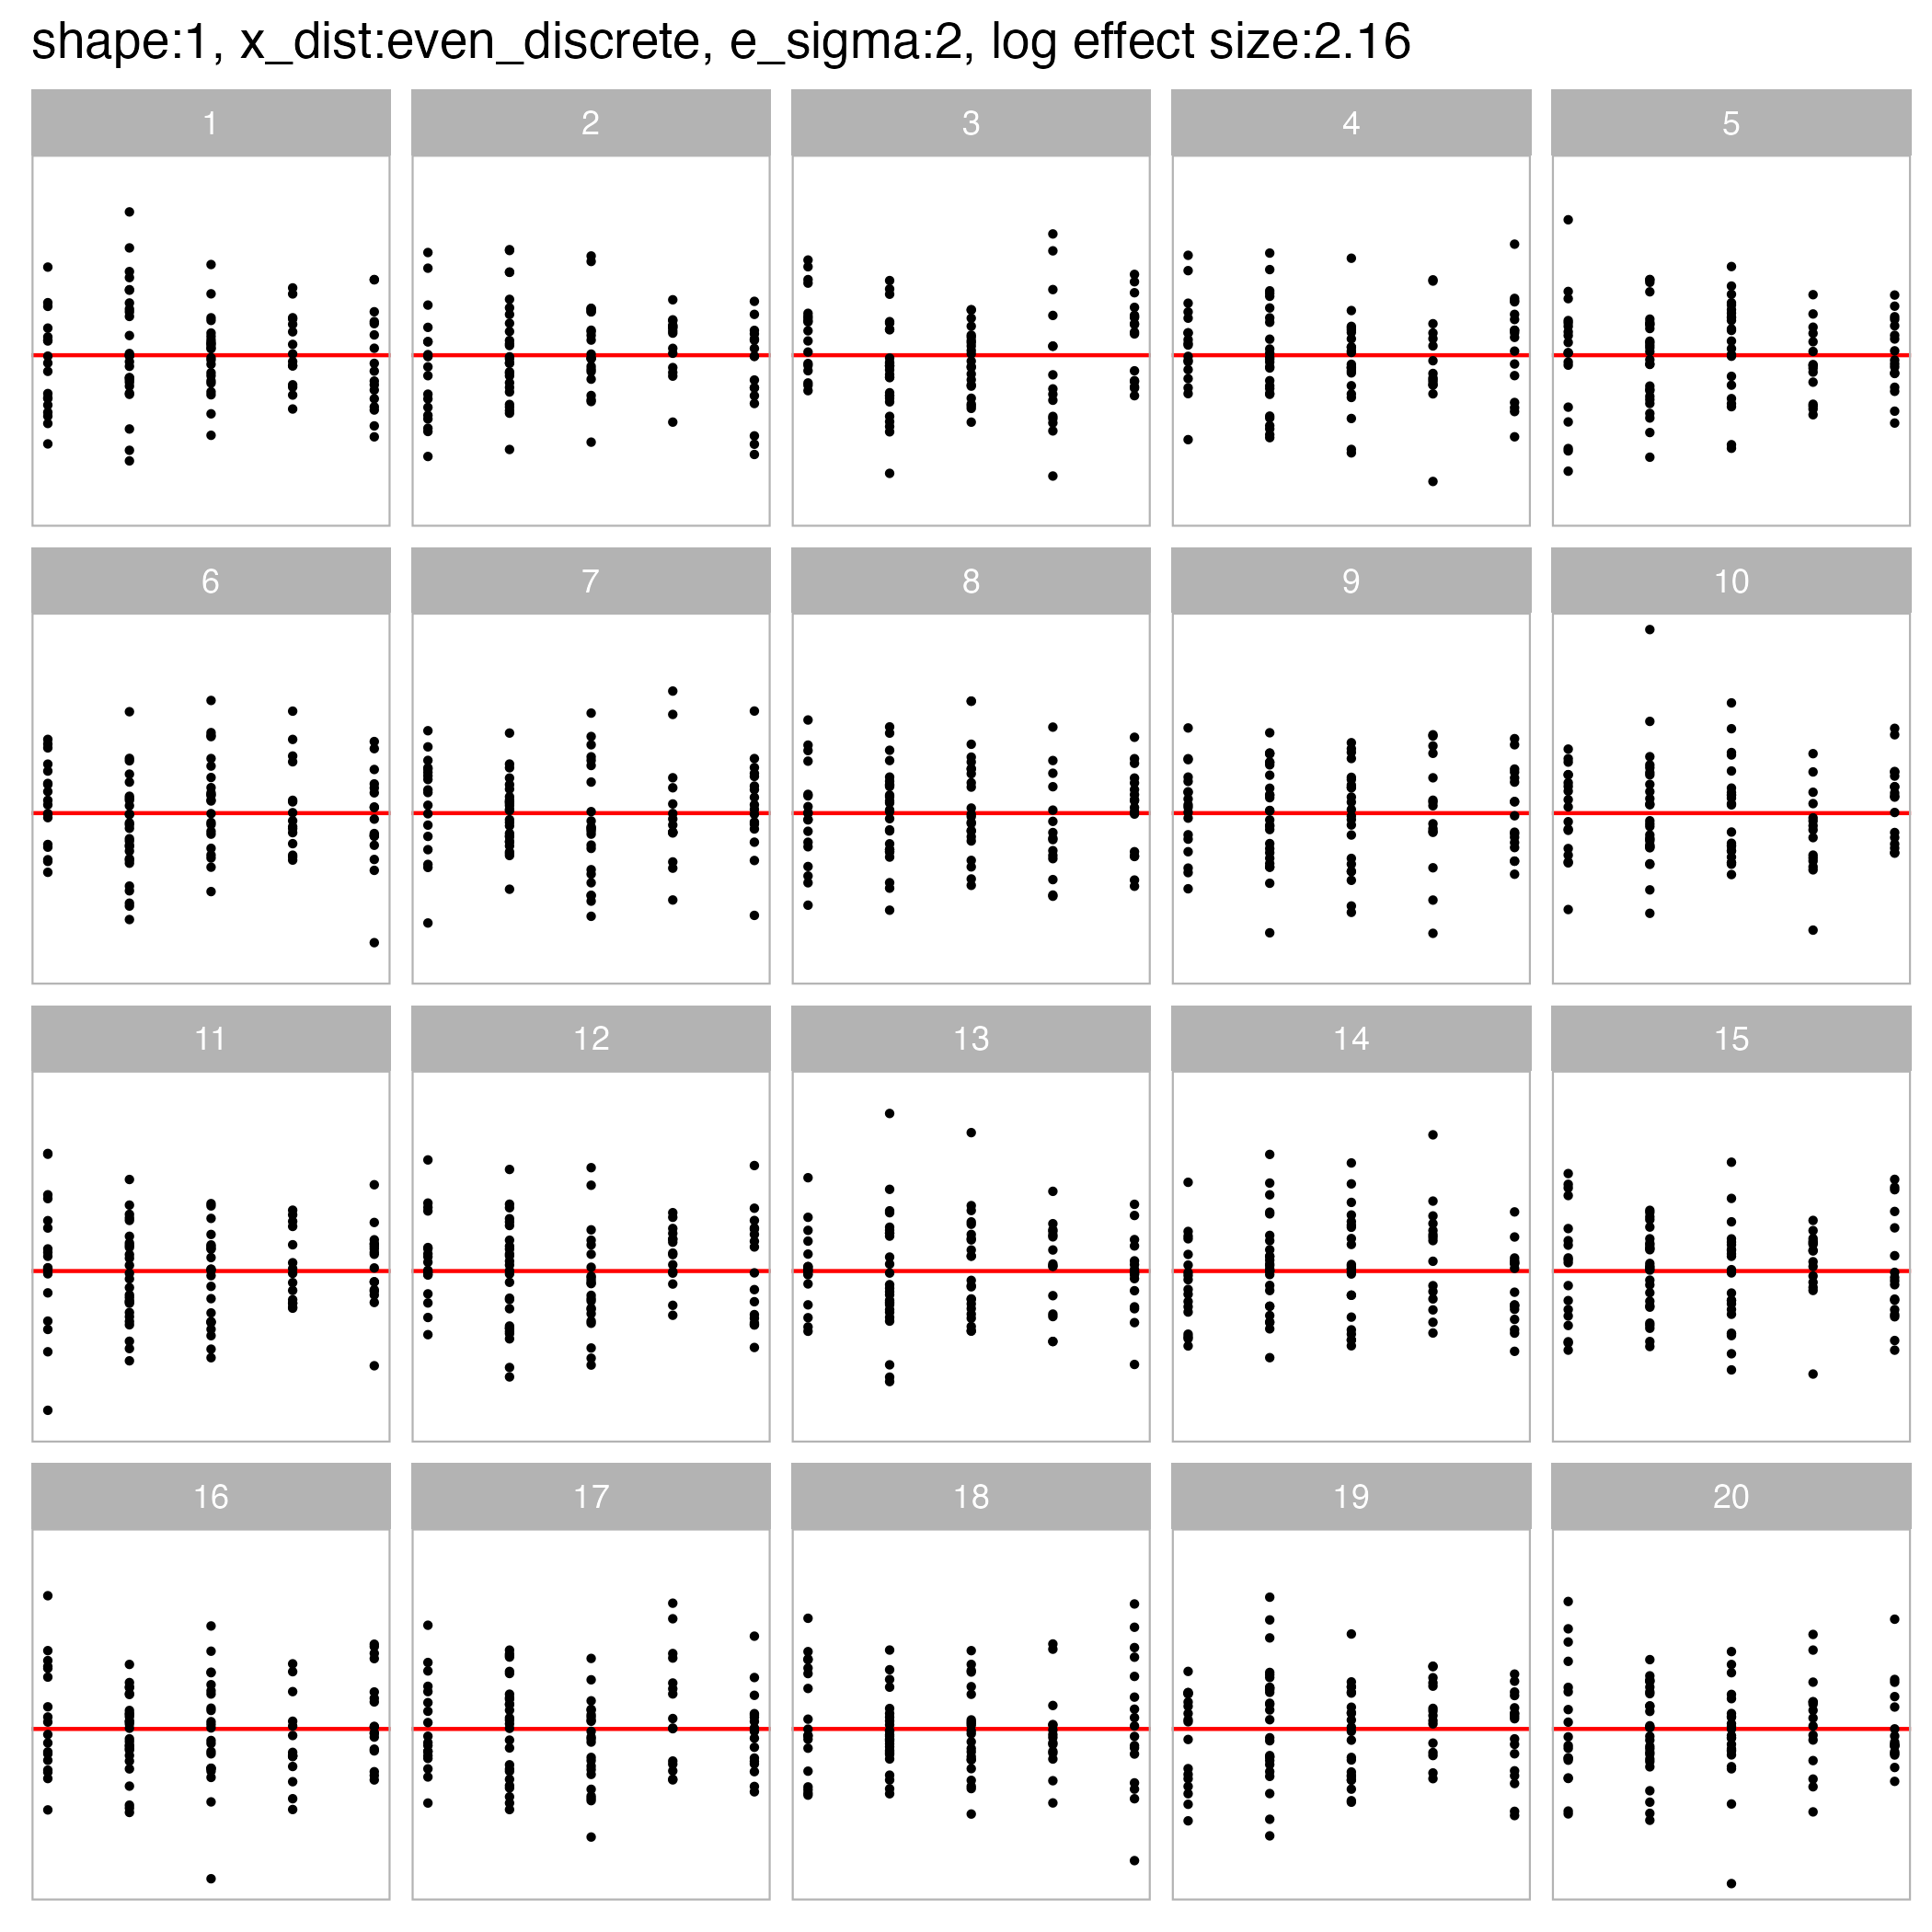 shape:1, x_dist:even_discrete, e_sigma:2, log effect size:2.16
1 2 3 4 5
6 7 8 9 10
11 12 13 14 15
16 17 18 19 20